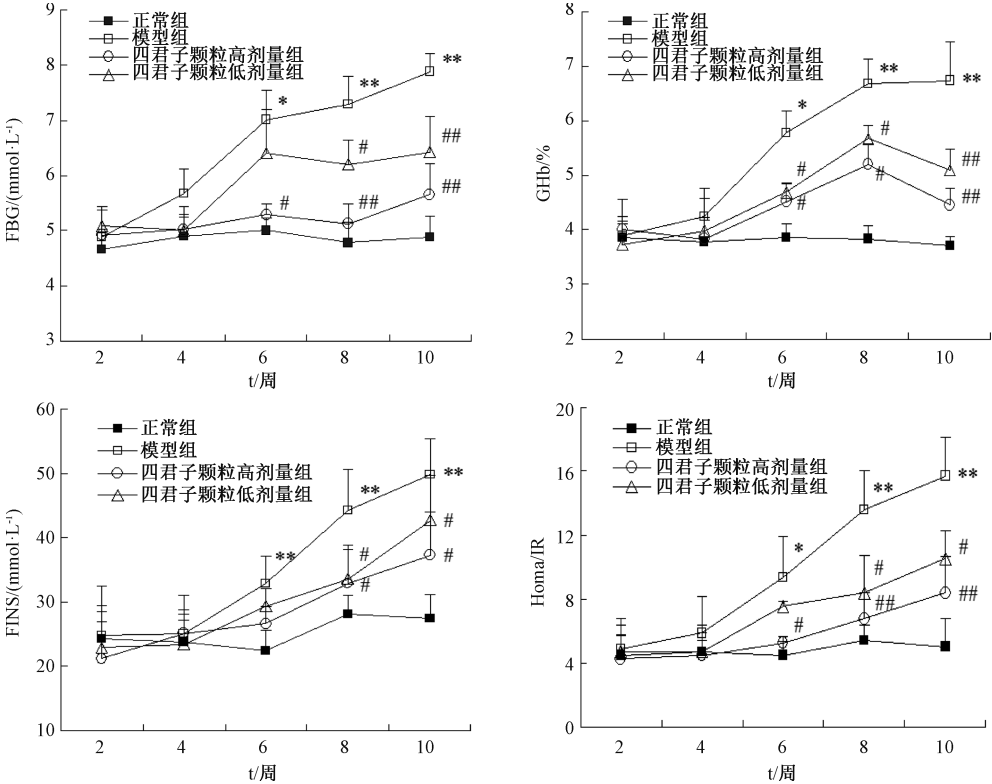 FBG/(mmol·L⁻¹)
9
8
7
6
5
4
3
正常组
模型组
四君子颗粒高剂量组
四君子颗粒低剂量组
*
**
**
#
##
#
##
##
2 4 6 8 10
t/周
GHb/%
8
7
6
5
4
3
2
正常组
模型组
四君子颗粒高剂量组
四君子颗粒低剂量组
*
**
**
#
#
##
#
#
##
2 4 6 8 10
t/周
FINS/(mmol·L⁻¹)
60
50
40
30
20
10
正常组
模型组
四君子颗粒高剂量组
四君子颗粒低剂量组
**
**
**
#
#
#
#
2 4 6 8 10
t/周
Homa/IR
20
16
12
8
4
0
正常组
模型组
四君子颗粒高剂量组
四君子颗粒低剂量组
*
**
**
#
#
#
##
##
2 4 6 8 10
t/周